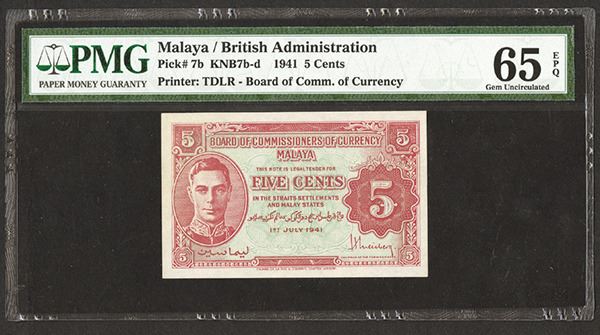 PMG
PAPER MONEY GUARANTY
Malaya / British Administration
Pick# 7b KNB7b-d 1941 5 Cents
Printer: TDLR - Board of Comm. of Currency
65 EPQ
Gem Uncirculated
5 BOARD OF COMMISSIONERS OF CURRENCY 5
MALAYA
THIS NOTE IS LEGAL TENDER FOR
FIVE CENTS
5
IN THE STRAITS SETTLEMENTS
AND MALAY STATES
1ST JULY 1941
ليماسين
5 5